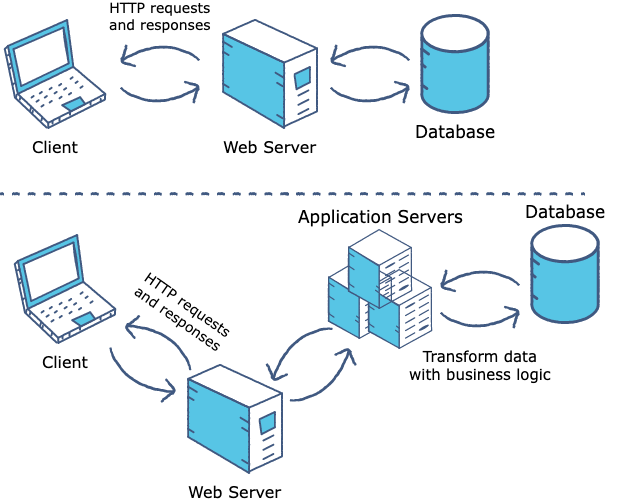 HTTP requests
and responses
Client
Web Server
Database
Application Servers
Database
HTTP requests
and responses
Client
Transform data
with business logic
Web Server